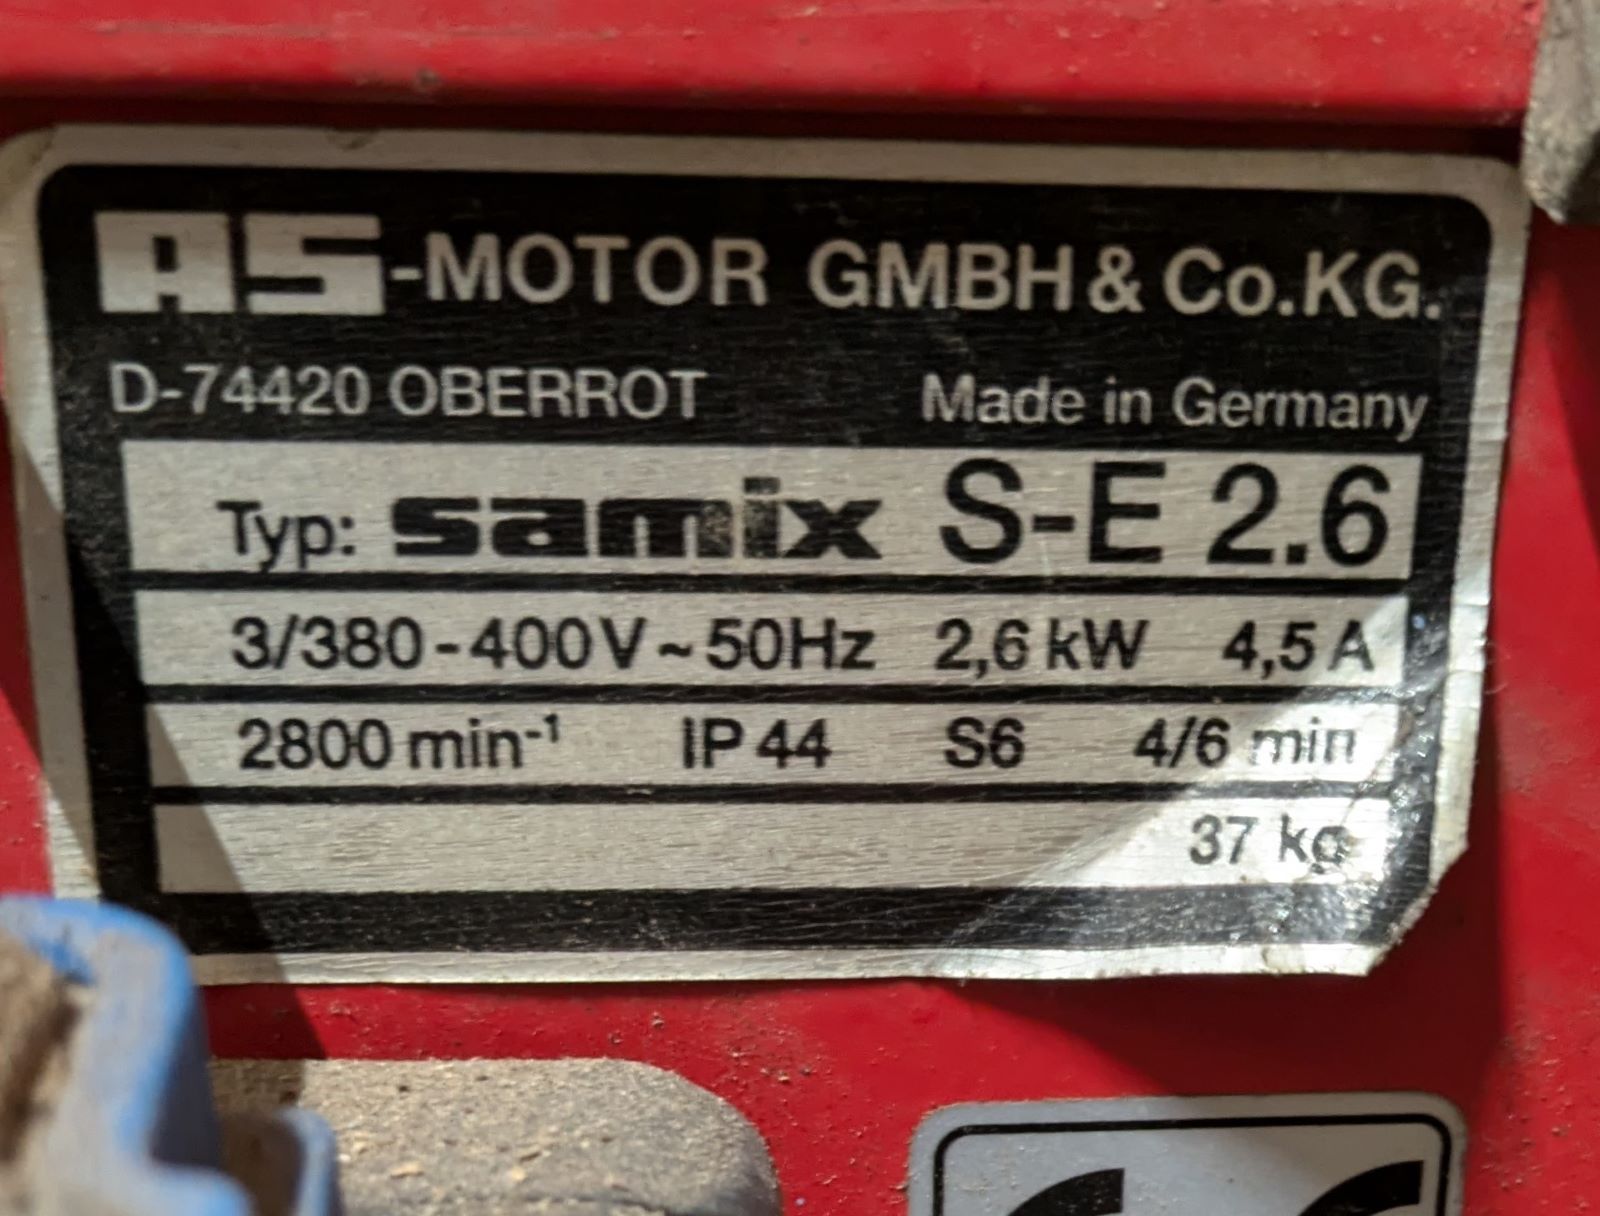 AS-MOTOR GMBH & Co.KG.
D-74420 OBERROT Made in Germany
Typ: samix S-E 2.6
3/380-400V~50Hz 2,6 kW 4,5 A
2800 min⁻¹ IP 44 S6 4/6 min
37 kg
CE